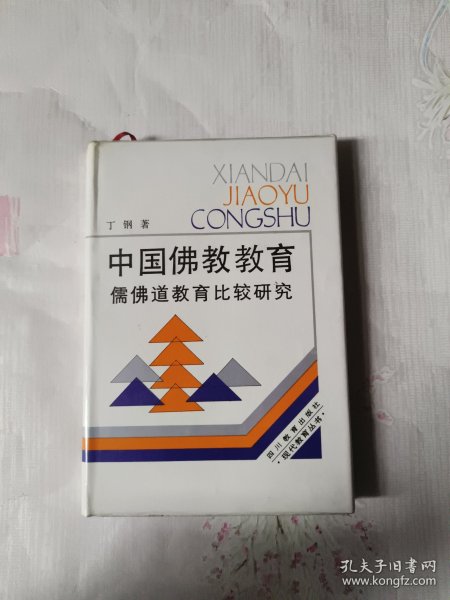 XIANDAI
JIAOYU
CONGSHU
丁钢著
中国佛教教育
儒佛道教育比较研究
四川教育出版社
·现代教育丛书·
孔夫子旧书网
www.kongfz.com